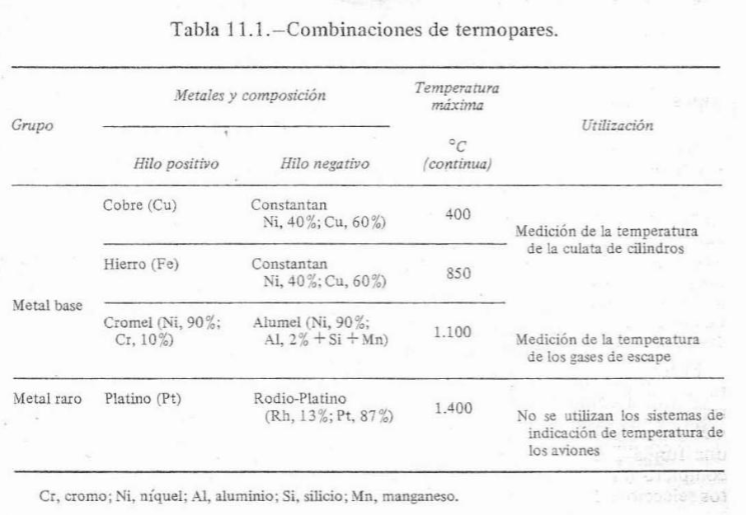 Tabla 11.1.—Combinaciones de termopares.
Grupo
Metales y composición
Temperatura
máxima
Utilización
Hilo positivo
Hilo negativo
°C
(continua)
Metal base
Cobre (Cu)
Constantan
Ni, 40%; Cu, 60%)
400
Medición de la temperatura
de la culata de cilindros
Hierro (Fe)
Constantan
Ni, 40%; Cu, 60%)
850
Cromel (Ni, 90%;
Cr, 10%)
Alumel (Ni, 90%;
Al, 2% + Si + Mn)
1.100
Medición de la temperatura
de los gases de escape
Metal raro
Platino (Pt)
Rodio-Platino
(Rh, 13%; Pt, 87%)
1.400
No se utilizan los sistemas de
indicación de temperatura de
los aviones
Cr, cromo; Ni, níquel; Al, aluminio; Si, silicio; Mn, manganeso.